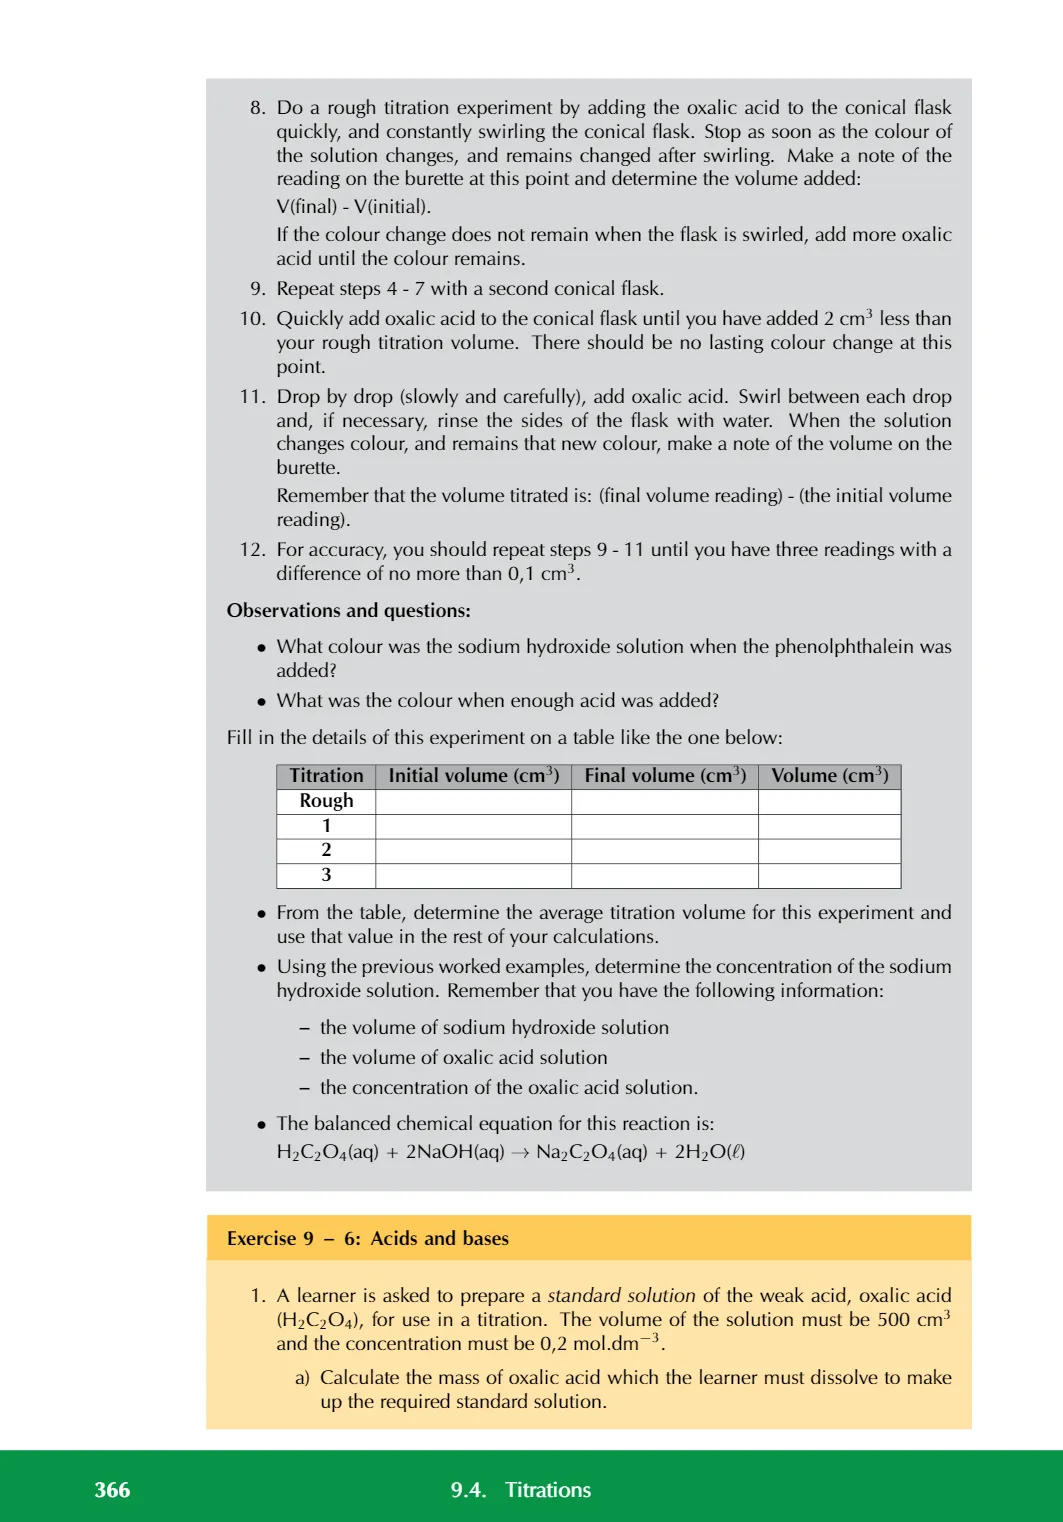 8. Do a rough titration experiment by adding the oxalic acid to the conical flask
quickly, and constantly swirling the conical flask. Stop as soon as the colour of
the solution changes, and remains changed after swirling. Make a note of the
reading on the burette at this point and determine the volume added:
V(final) - V(initial).
If the colour change does not remain when the flask is swirled, add more oxalic
acid until the colour remains.
9. Repeat steps 4 - 7 with a second conical flask.
10. Quickly add oxalic acid to the conical flask until you have added 2 cm³ less than
your rough titration volume. There should be no lasting colour change at this
point.
11. Drop by drop (slowly and carefully), add oxalic acid. Swirl between each drop
and, if necessary, rinse the sides of the flask with water. When the solution
changes colour, and remains that new colour, make a note of the volume on the
burette.
Remember that the volume titrated is: (final volume reading) - (the initial volume
reading).
12. For accuracy, you should repeat steps 9 - 11 until you have three readings with a
difference of no more than 0,1 cm³.
Observations and questions:
• What colour was the sodium hydroxide solution when the phenolphthalein was
added?
• What was the colour when enough acid was added?
Fill in the details of this experiment on a table like the one below:
Titration Initial volume (cm³) Final volume (cm³) Volume (cm³)
Rough
1
2
3
• From the table, determine the average titration volume for this experiment and
use that value in the rest of your calculations.
• Using the previous worked examples, determine the concentration of the sodium
hydroxide solution. Remember that you have the following information:
– the volume of sodium hydroxide solution
– the volume of oxalic acid solution
– the concentration of the oxalic acid solution.
• The balanced chemical equation for this reaction is:
H₂C₂O₄(aq) + 2NaOH(aq) → Na₂C₂O₄(aq) + 2H₂O(ℓ)
Exercise 9 – 6: Acids and bases
1. A learner is asked to prepare a standard solution of the weak acid, oxalic acid
(H₂C₂O₄), for use in a titration. The volume of the solution must be 500 cm³
and the concentration must be 0,2 mol.dm⁻³.
a) Calculate the mass of oxalic acid which the learner must dissolve to make
up the required standard solution.
366 9.4. Titrations